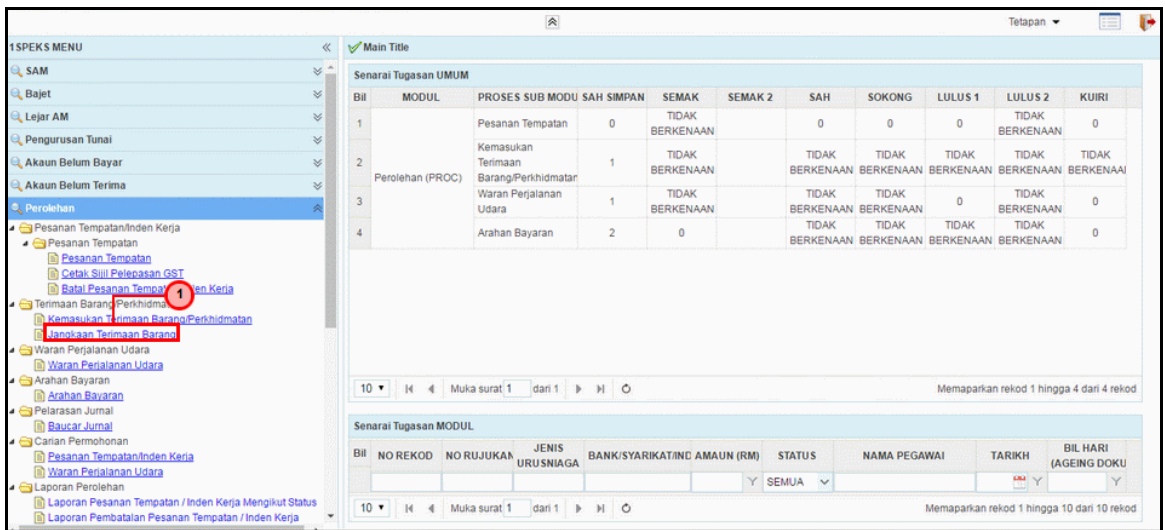 Tetapan
1SPEKS MENU
SAM
Bajet
Lejar AM
Pengurusan Tunai
Akaun Belum Bayar
Akaun Belum Terima
Perolehan
Pesanan Tempatan/Inden Kerja
Pesanan Tempatan
Pesanan Tempatan
Cetak Sijil Pelepasan GST
Batal Pesanan Tempatan/Inden Kerja
1
Terimaan Barang/Perkhidma
Kemasukan Terimaan Barang/Perkhidmatan
Jangkaan Terimaan Barang
Waran Perjalanan Udara
Waran Perjalanan Udara
Arahan Bayaran
Arahan Bayaran
Pelarasan Jurnal
Baucar Jurnal
Carian Permohonan
Pesanan Tempatan/Inden Kerja
Waran Perjalanan Udara
Laporan Perolehan
Laporan Pesanan Tempatan / Inden Kerja Mengikut Status
Laporan Pembatalan Pesanan Tempatan / Inden Kerja
Main Title
Senarai Tugasan UMUM
Bil MODUL PROSES SUB MODU SAH SIMPAN SEMAK SEMAK 2 SAH SOKONG LULUS 1 LULUS 2 KUIRI
1 Perolehan (PROC) Pesanan Tempatan 0 TIDAK BERKENAAN 0 0 0 TIDAK BERKENAAN 0
2 Kemasukan Terimaan Barang/Perkhidmatan 1 TIDAK BERKENAAN TIDAK BERKENAAN TIDAK BERKENAAN TIDAK BERKENAAN TIDAK BERKENAAN TIDAK BERKENAAI
3 Waran Perjalanan Udara 1 TIDAK BERKENAAN TIDAK BERKENAAN TIDAK BERKENAAN 0 TIDAK BERKENAAN 0
4 Arahan Bayaran 2 0 TIDAK BERKENAAN TIDAK BERKENAAN TIDAK BERKENAAN TIDAK BERKENAAN 0
10 Muka surat 1 dari 1 Memaparkan rekod 1 hingga 4 dari 4 rekod
Senarai Tugasan MODUL
Bil NO REKOD NO RUJUKAN JENIS URUSNIAGA BANK/SYARIKAT/IND AMAUN (RM) STATUS NAMA PEGAWAI TARIKH BIL HARI (AGEING DOKU
SEMUA
10 Muka surat 1 dari 1 Memaparkan rekod 1 hingga 10 dari 10 rekod